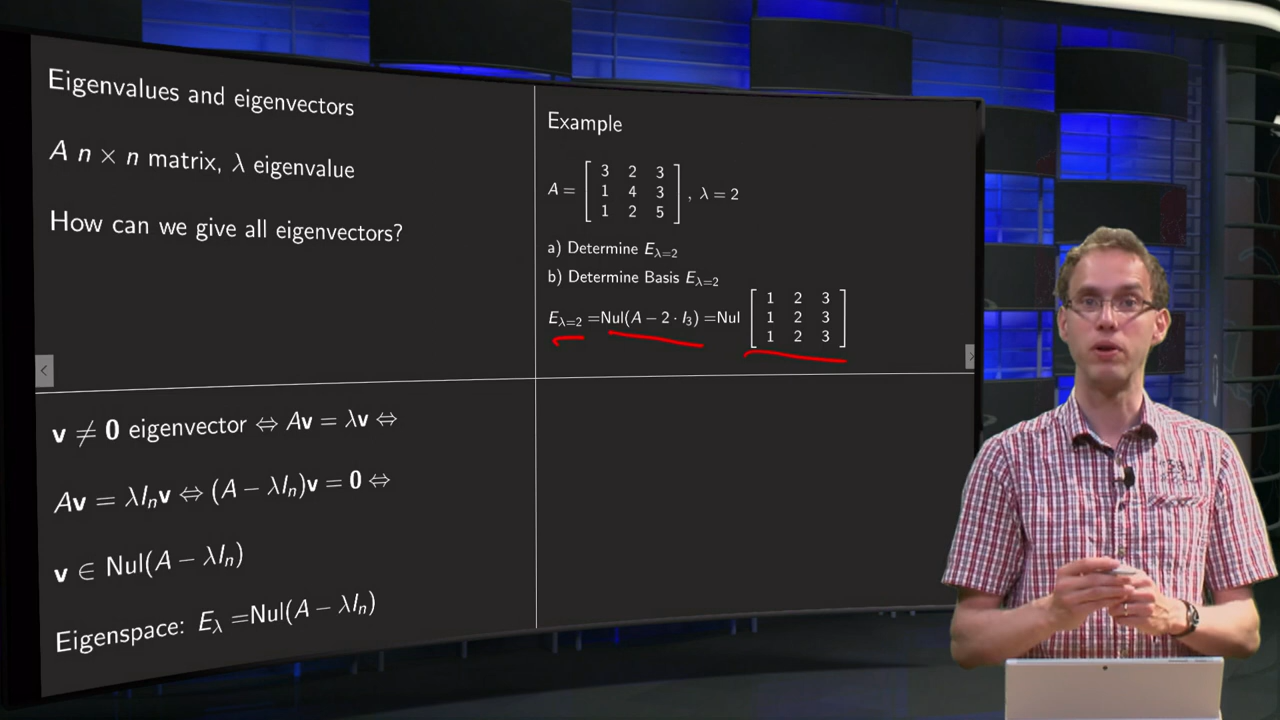 Eigenvalues and eigenvectors
A n × n matrix, λ eigenvalue
How can we give all eigenvectors?
Example
A = [ 3 2 3
1 4 3
1 2 5 ] , λ = 2
a) Determine E_{λ=2}
b) Determine Basis E_{λ=2}
E_{λ=2} =Nul(A − 2 · I_3) =Nul [ 1 2 3
1 2 3
1 2 3 ]
v ≠ 0 eigenvector ⇔ Av = λv ⇔
Av = λI_nv ⇔ (A − λI_n)v = 0 ⇔
v ∈ Nul(A − λI_n)
Eigenspace: E_λ =Nul(A − λI_n)